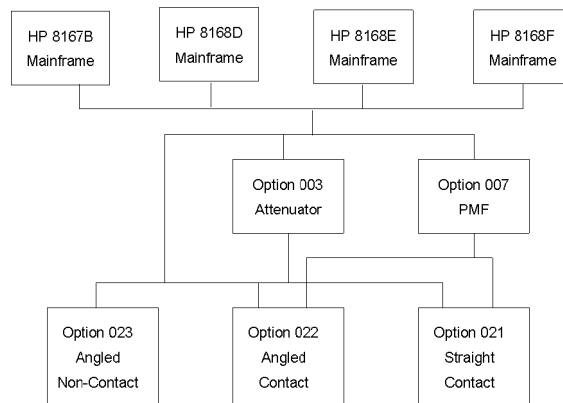 HP 8167B
Mainframe
HP 8168D
Mainframe
HP 8168E
Mainframe
HP 8168F
Mainframe
Option 003
Attenuator
Option 007
PMF
Option 023
Angled
Non-Contact
Option 022
Angled
Contact
Option 021
Straight
Contact